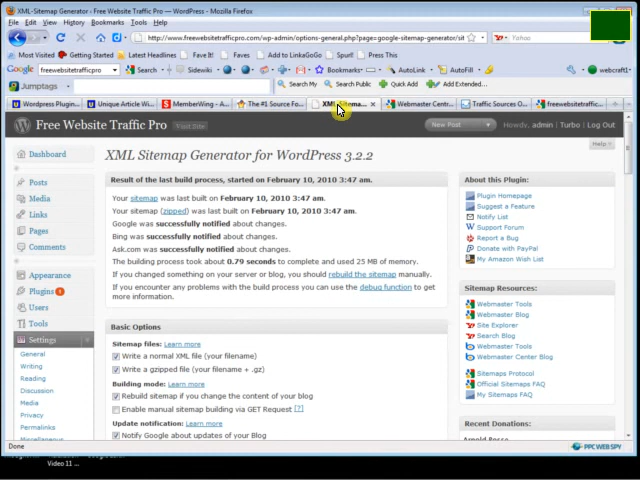 XML-Sitemap Generator ‹ Free Website Traffic Pro — WordPress - Mozilla Firefox
File Edit View History Bookmarks Tools Help
http://www.freewebsitetrafficpro.com/wp-admin/options-general.php?page=google-sitemap-generator/sit
Yahoo
Most Visited Getting Started Latest Headlines Fave It! Faves Add to LinkaGoGo Spurl! Press This
Google freewebsitetrafficpro Search Sidewiki Bookmarks AutoLink AutoFill webcraft1
Jumptags Search My Search Public Quick Add Add Extended...
Wordpress Plugin... Unique Article Wi... MemberWing - A... The #1 Source Fo... XML-Sitema... Webmaster Centr... Traffic Sources O... freewebsitetraffic...
Free Website Traffic Pro Visit Site New Post Howdy, admin | Turbo | Log Out
Help
XML Sitemap Generator for WordPress 3.2.2
Dashboard
Posts
Media
Links
Pages
Comments
Appearance
Plugins 1
Users
Tools
Settings
General
Writing
Reading
Discussion
Media
Privacy
Permalinks
Miscellaneous
Result of the last build process, started on February 10, 2010 3:47 am.
Your sitemap was last built on February 10, 2010 3:47 am.
Your sitemap (zipped) was last built on February 10, 2010 3:47 am.
Google was successfully notified about changes.
Bing was successfully notified about changes.
Ask.com was successfully notified about changes.
The building process took about 0.79 seconds to complete and used 25 MB of memory.
If you changed something on your server or blog, you should rebuild the sitemap manually.
If you encounter any problems with the build process you can use the debug function to get
more information.
Basic Options
Sitemap files: Learn more
Write a normal XML file (your filename)
Write a gzipped file (your filename + .gz)
Building mode: Learn more
Rebuild sitemap if you change the content of your blog
Enable manual sitemap building via GET Request [?]
Update notification: Learn more
Notify Google about updates of your Blog
About this Plugin:
Plugin Homepage
Suggest a Feature
Notify List
Support Forum
Report a Bug
Donate with PayPal
My Amazon Wish List
Sitemap Resources:
Webmaster Tools
Webmaster Blog
Site Explorer
Search Blog
Webmaster Tools
Webmaster Center Blog
Sitemaps Protocol
Official Sitemaps FAQ
My Sitemaps FAQ
Recent Donations:
Done
PPC WEB SPY
Video 11 ...